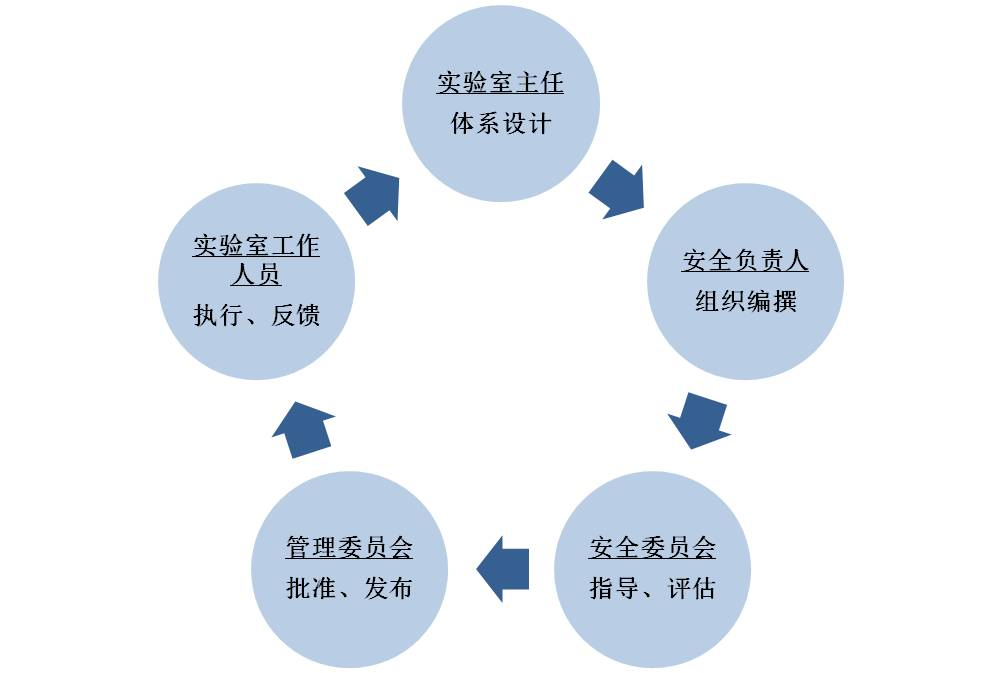 实验室主任
体系设计
安全负责人
组织编撰
安全委员会
指导、评估
管理委员会
批准、发布
实验室工作
人员
执行、反馈